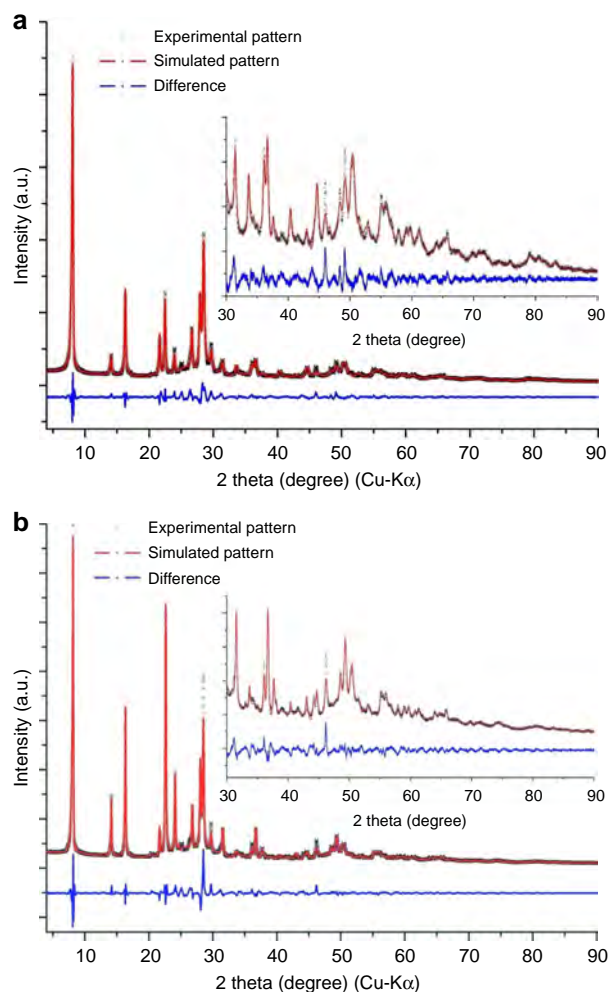 a
Experimental pattern
Simulated pattern
Difference
Intensity (a.u.)
30 40 50 60 70 80 90
2 theta (degree)
10 20 30 40 50 60 70 80 90
2 theta (degree) (Cu-Kα)
b
Experimental pattern
Simulated pattern
Difference
Intensity (a.u.)
30 40 50 60 70 80 90
2 theta (degree)
10 20 30 40 50 60 70 80 90
2 theta (degree) (Cu-Kα)